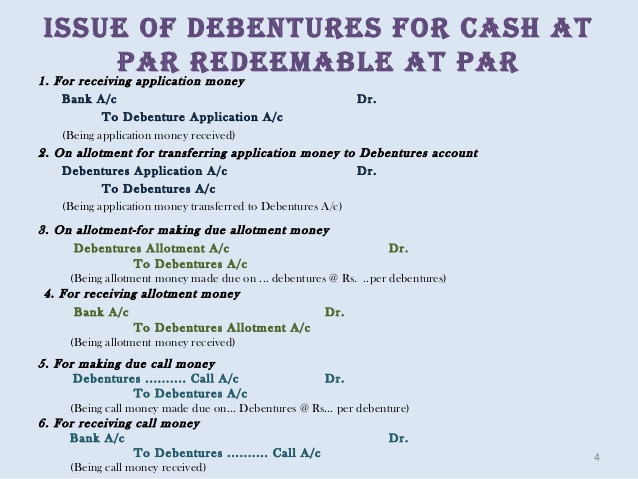 ISSUE OF DEBENTURES FOR CASH AT
PAR REDEEMABLE AT PAR
1. For receiving application money
Bank A/c Dr.
To Debenture Application A/c
(Being application money received)
2. On allotment for transferring application money to Debentures account
Debentures Application A/c Dr.
To Debentures A/c
(Being application money transferred to Debentures A/c)
3. On allotment-for making due allotment money
Debentures Allotment A/c Dr.
To Debentures A/c
(Being allotment money made due on ... debentures @ Rs. ..per debentures)
4. For receiving allotment money
Bank A/c Dr.
To Debentures Allotment A/c
(Being allotment money received)
5. For making due call money
Debentures .......... Call A/c Dr.
To Debentures A/c
(Being call money made due on... Debentures @ Rs... per debenture)
6. For receiving call money
Bank A/c Dr.
To Debentures .......... Call A/c
(Being call money received)
4